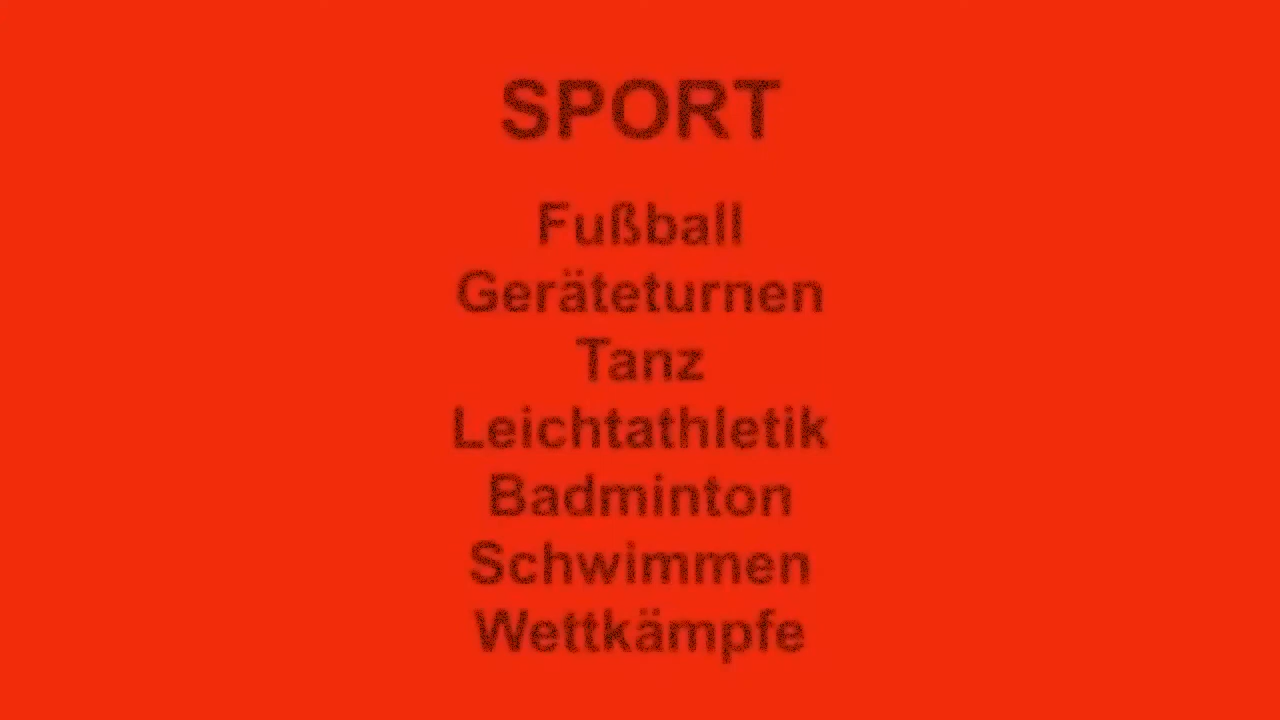 SPORT
Fußball
Geräteturnen
Tanz
Leichtathletik
Badminton
Schwimmen
Wettkämpfe